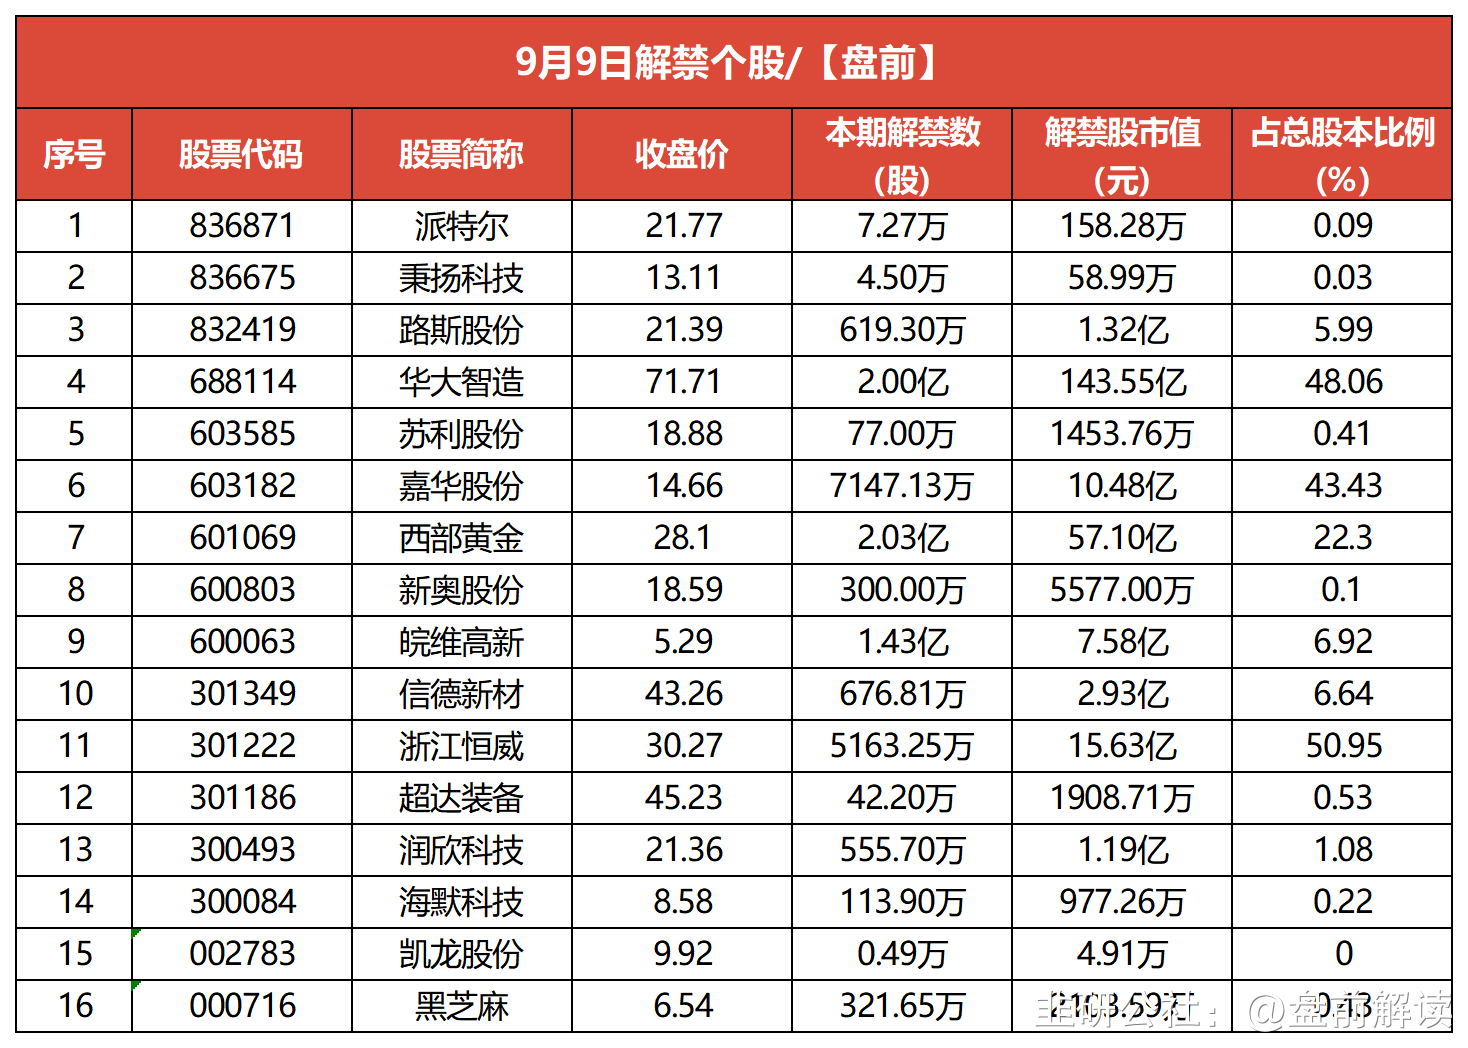 9月9日解禁个股/【盘前】
序号 股票代码 股票简称 收盘价 本期解禁数(股) 解禁股市值(元) 占总股本比例(%)
1 836871 派特尔 21.77 7.27万 158.28万 0.09
2 836675 秉扬科技 13.11 4.50万 58.99万 0.03
3 832419 路斯股份 21.39 619.30万 1.32亿 5.99
4 688114 华大智造 71.71 2.00亿 143.55亿 48.06
5 603585 苏利股份 18.88 77.00万 1453.76万 0.41
6 603182 嘉华股份 14.66 7147.13万 10.48亿 43.43
7 601069 西部黄金 28.1 2.03亿 57.10亿 22.3
8 600803 新奥股份 18.59 300.00万 5577.00万 0.1
9 600063 皖维高新 5.29 1.43亿 7.58亿 6.92
10 301349 信德新材 43.26 676.81万 2.93亿 6.64
11 301222 浙江恒威 30.27 5163.25万 15.63亿 50.95
12 301186 超达装备 45.23 42.20万 1908.71万 0.53
13 300493 润欣科技 21.36 555.70万 1.19亿 1.08
14 300084 海默科技 8.58 113.90万 977.26万 0.22
15 002783 凯龙股份 9.92 0.49万 4.91万 0
16 000716 黑芝麻 6.54 321.65万 2103.59万 0.43
韭研公社：@盘前解读